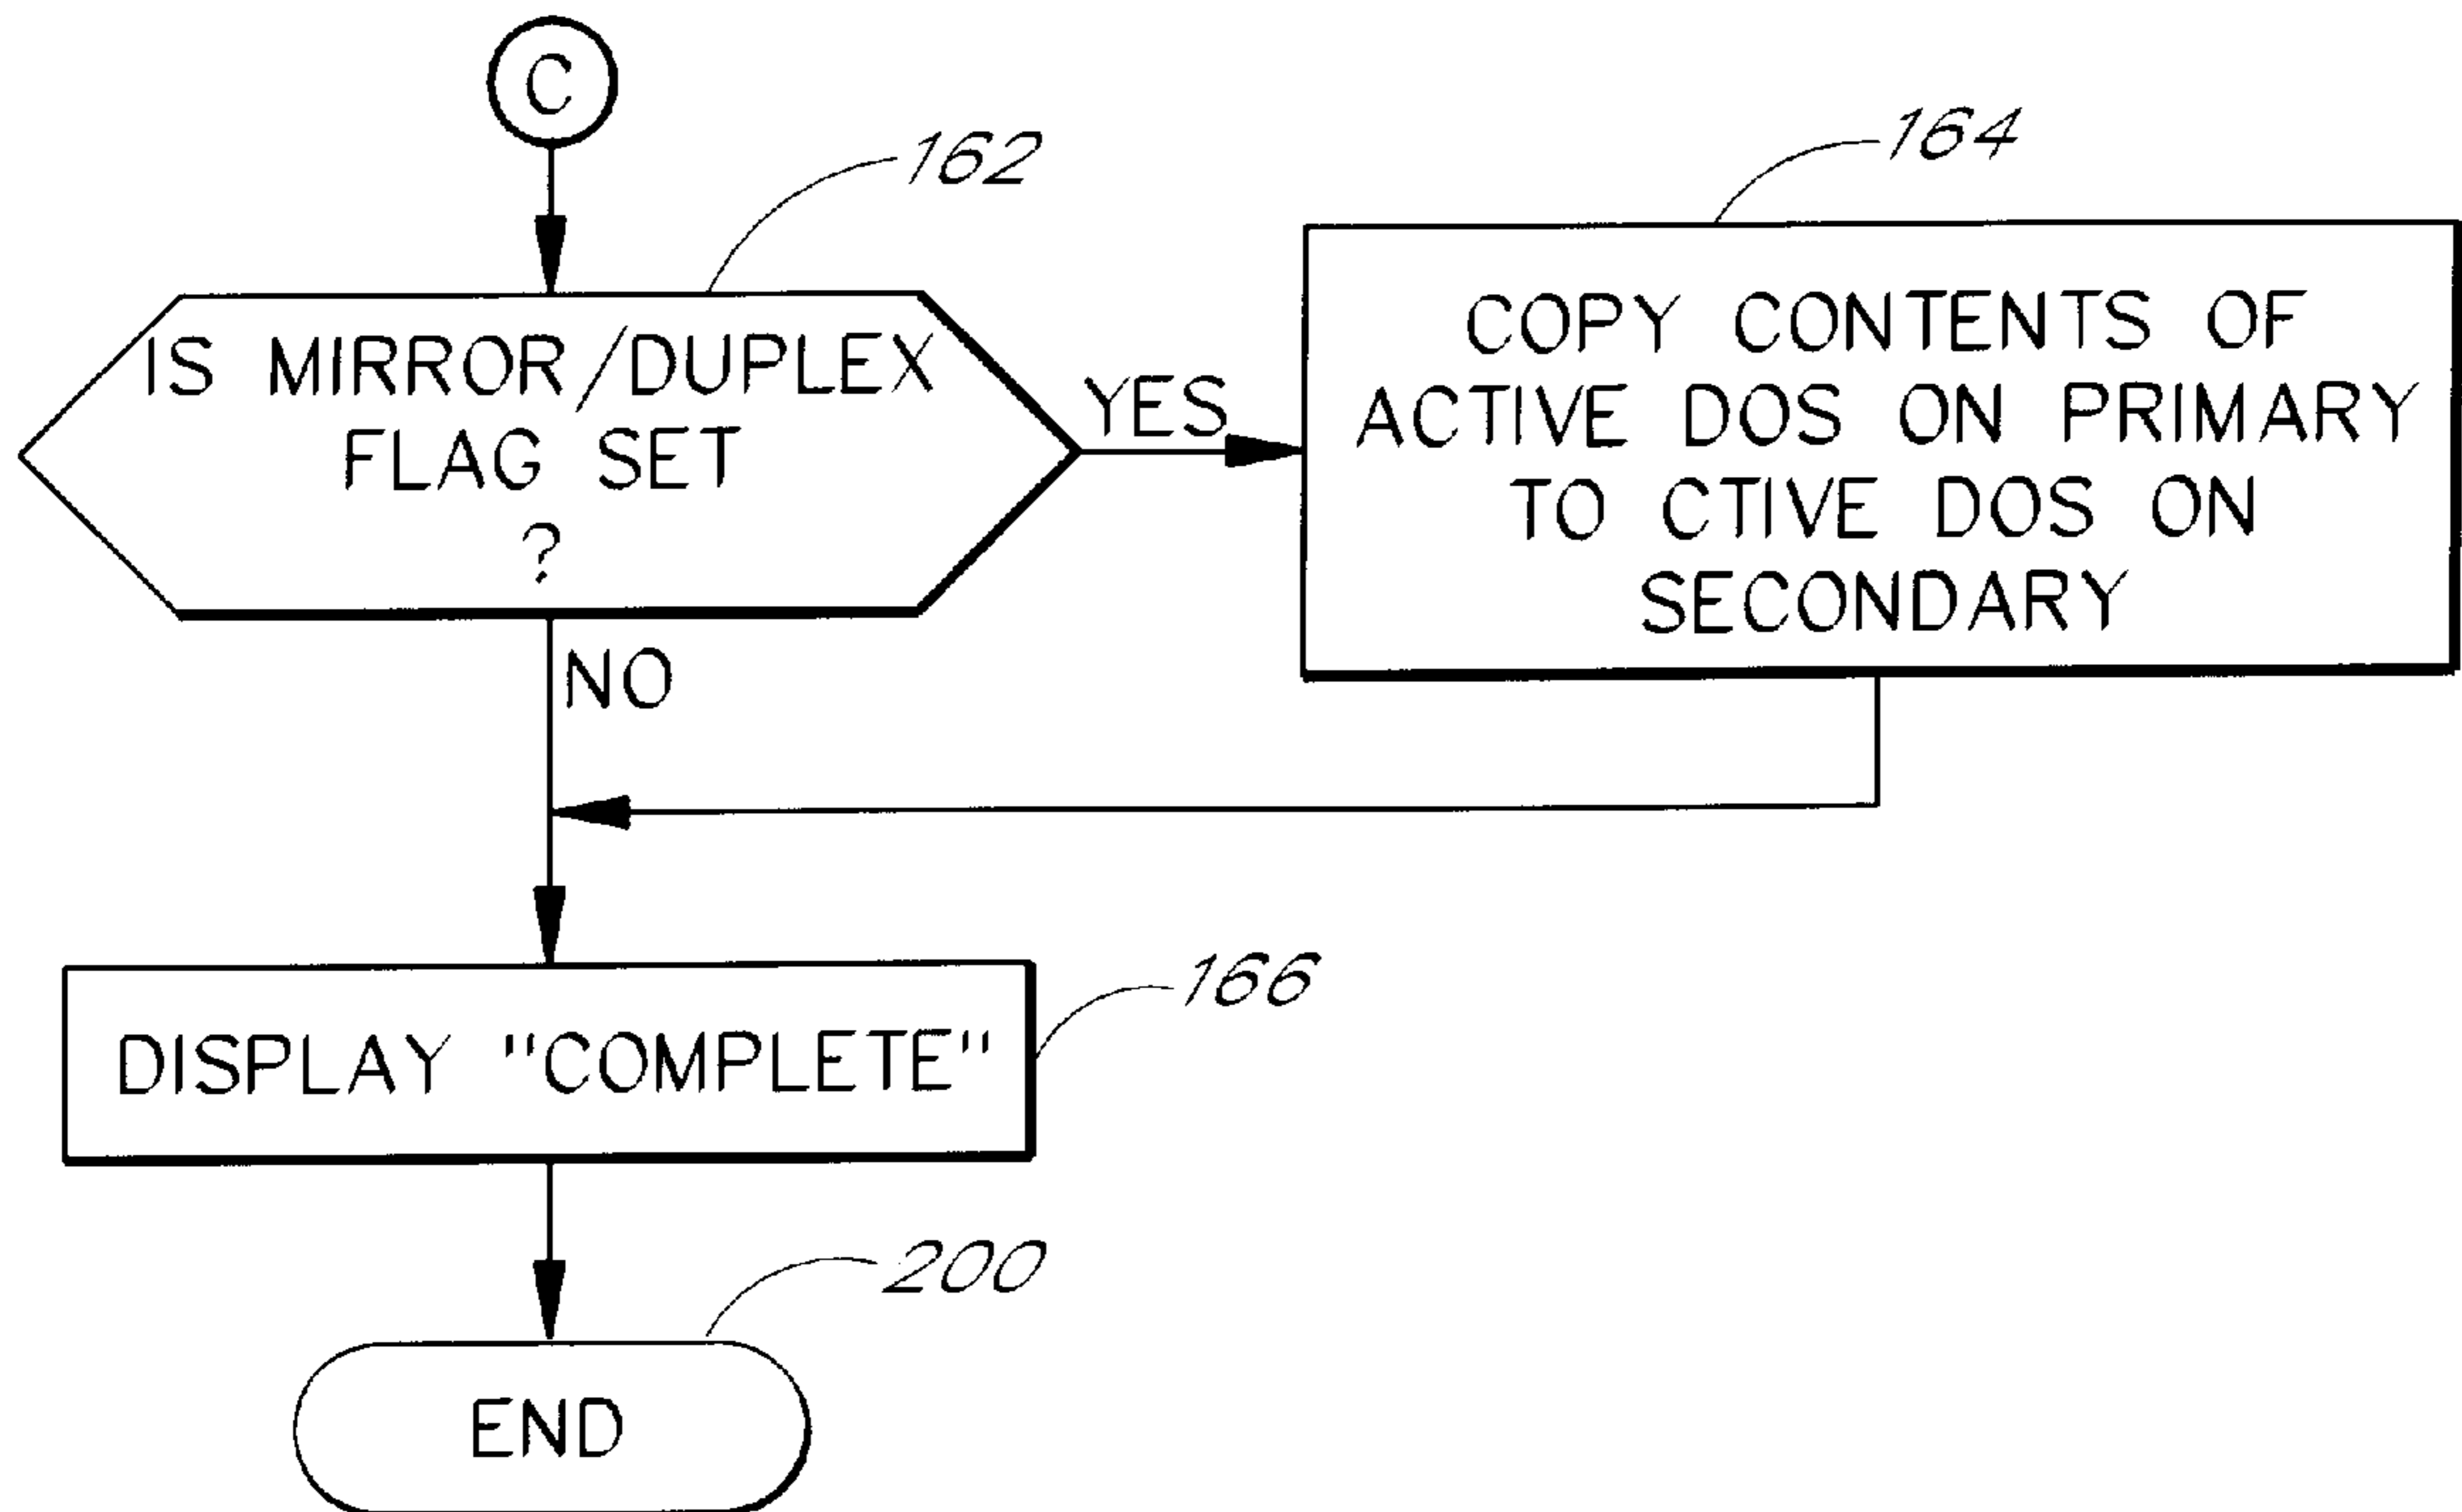 C
162
IS MIRROR/DUPLEX
FLAG SET
?
YES
164
COPY CONTENTS OF
ACTIVE DOS ON PRIMARY
TO CTIVE DOS ON
SECONDARY
NO
166
DISPLAY "COMPLETE"
200
END